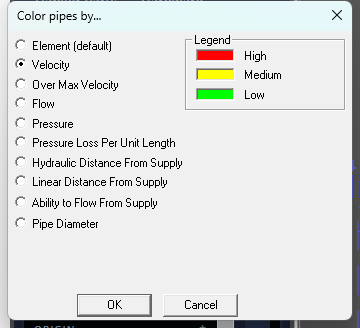 Color pipes by...
Element (default)
Velocity
Over Max Velocity
Flow
Pressure
Pressure Loss Per Unit Length
Hydraulic Distance From Supply
Linear Distance From Supply
Ability to Flow From Supply
Pipe Diameter
Legend
High
Medium
Low
OK
Cancel